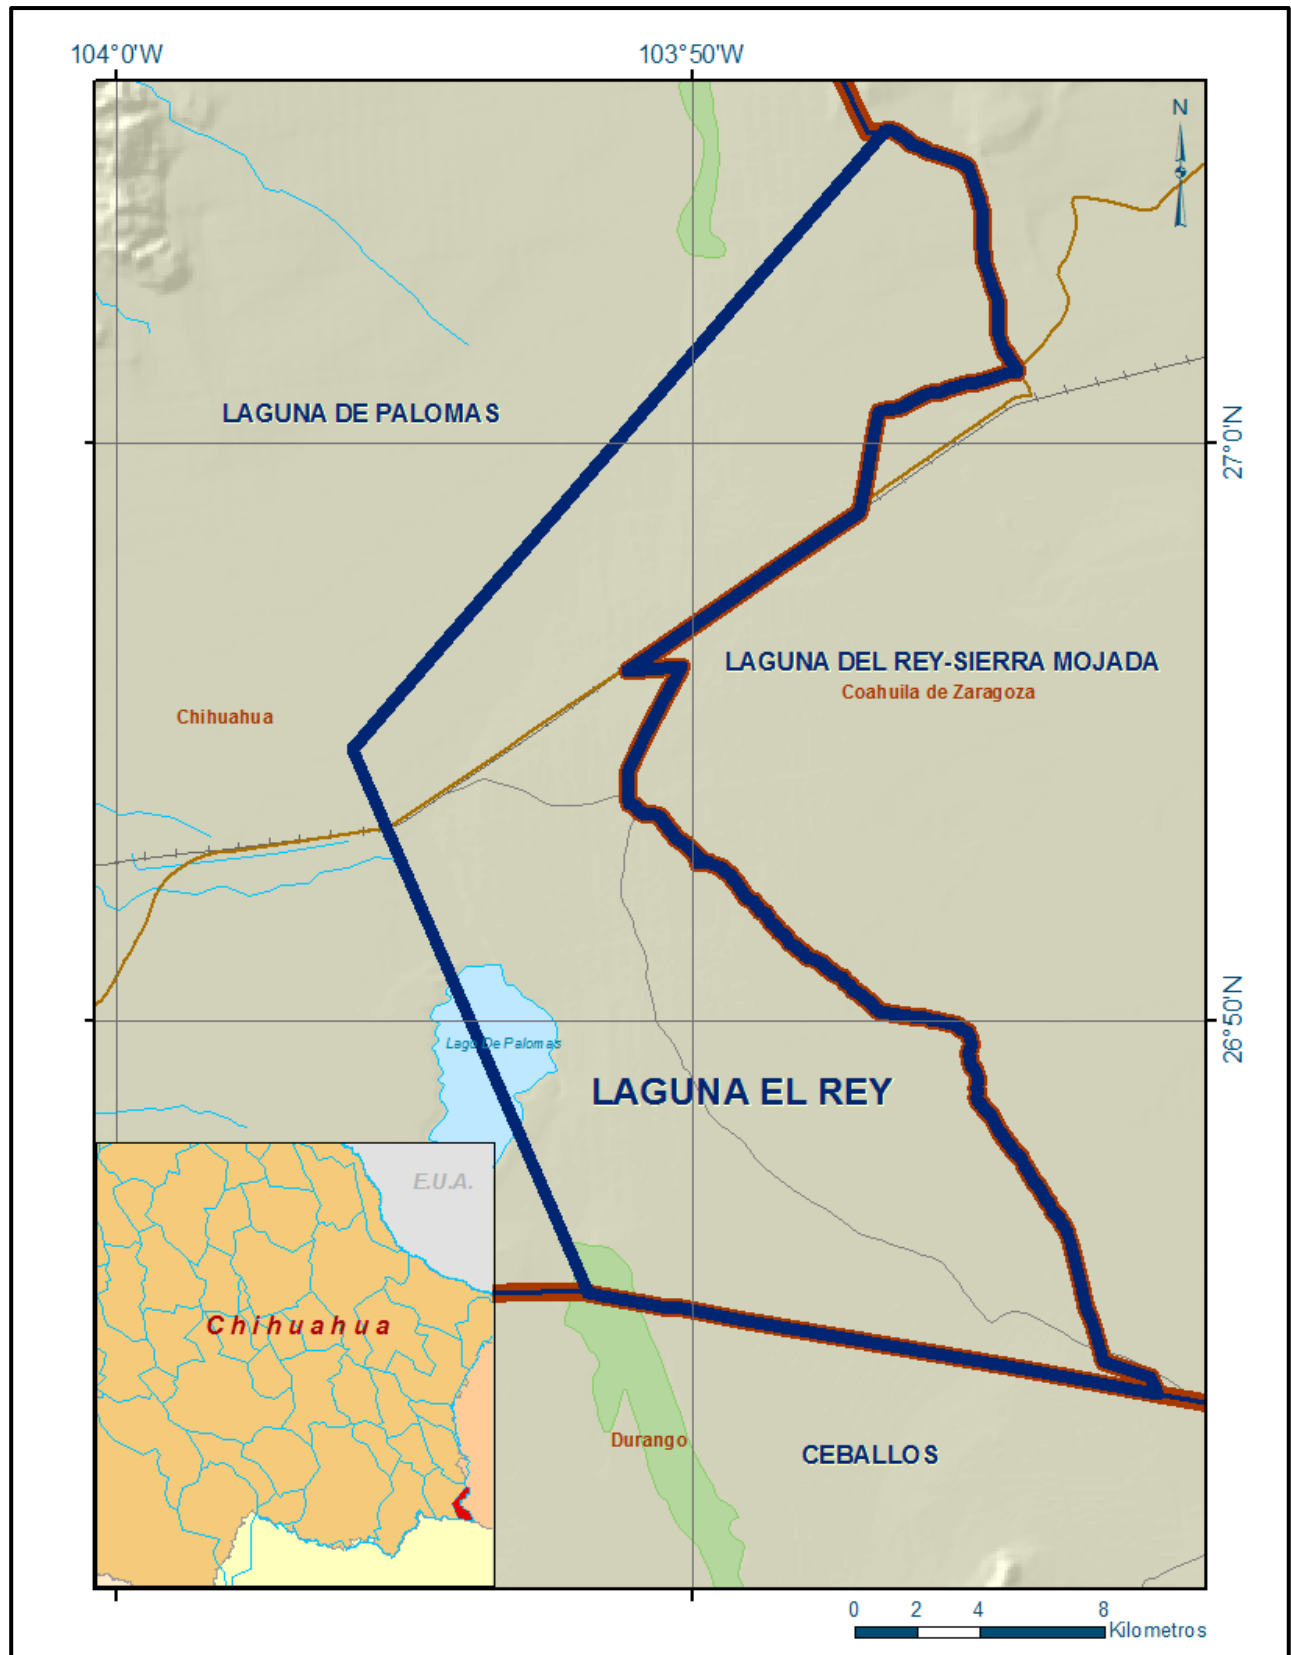 104°0'W
103°50'W
N
LAGUNA DE PALOMAS
27°0'N
LAGUNA DEL REY-SIERRA MOJADA
Coahuila de Zaragoza
Chihuahua
26°50'N
Lago De Palomas
LAGUNA EL REY
E.U.A.
Chihuahua
Durango
CEBALLOS
0 2 4 8
Kilometros